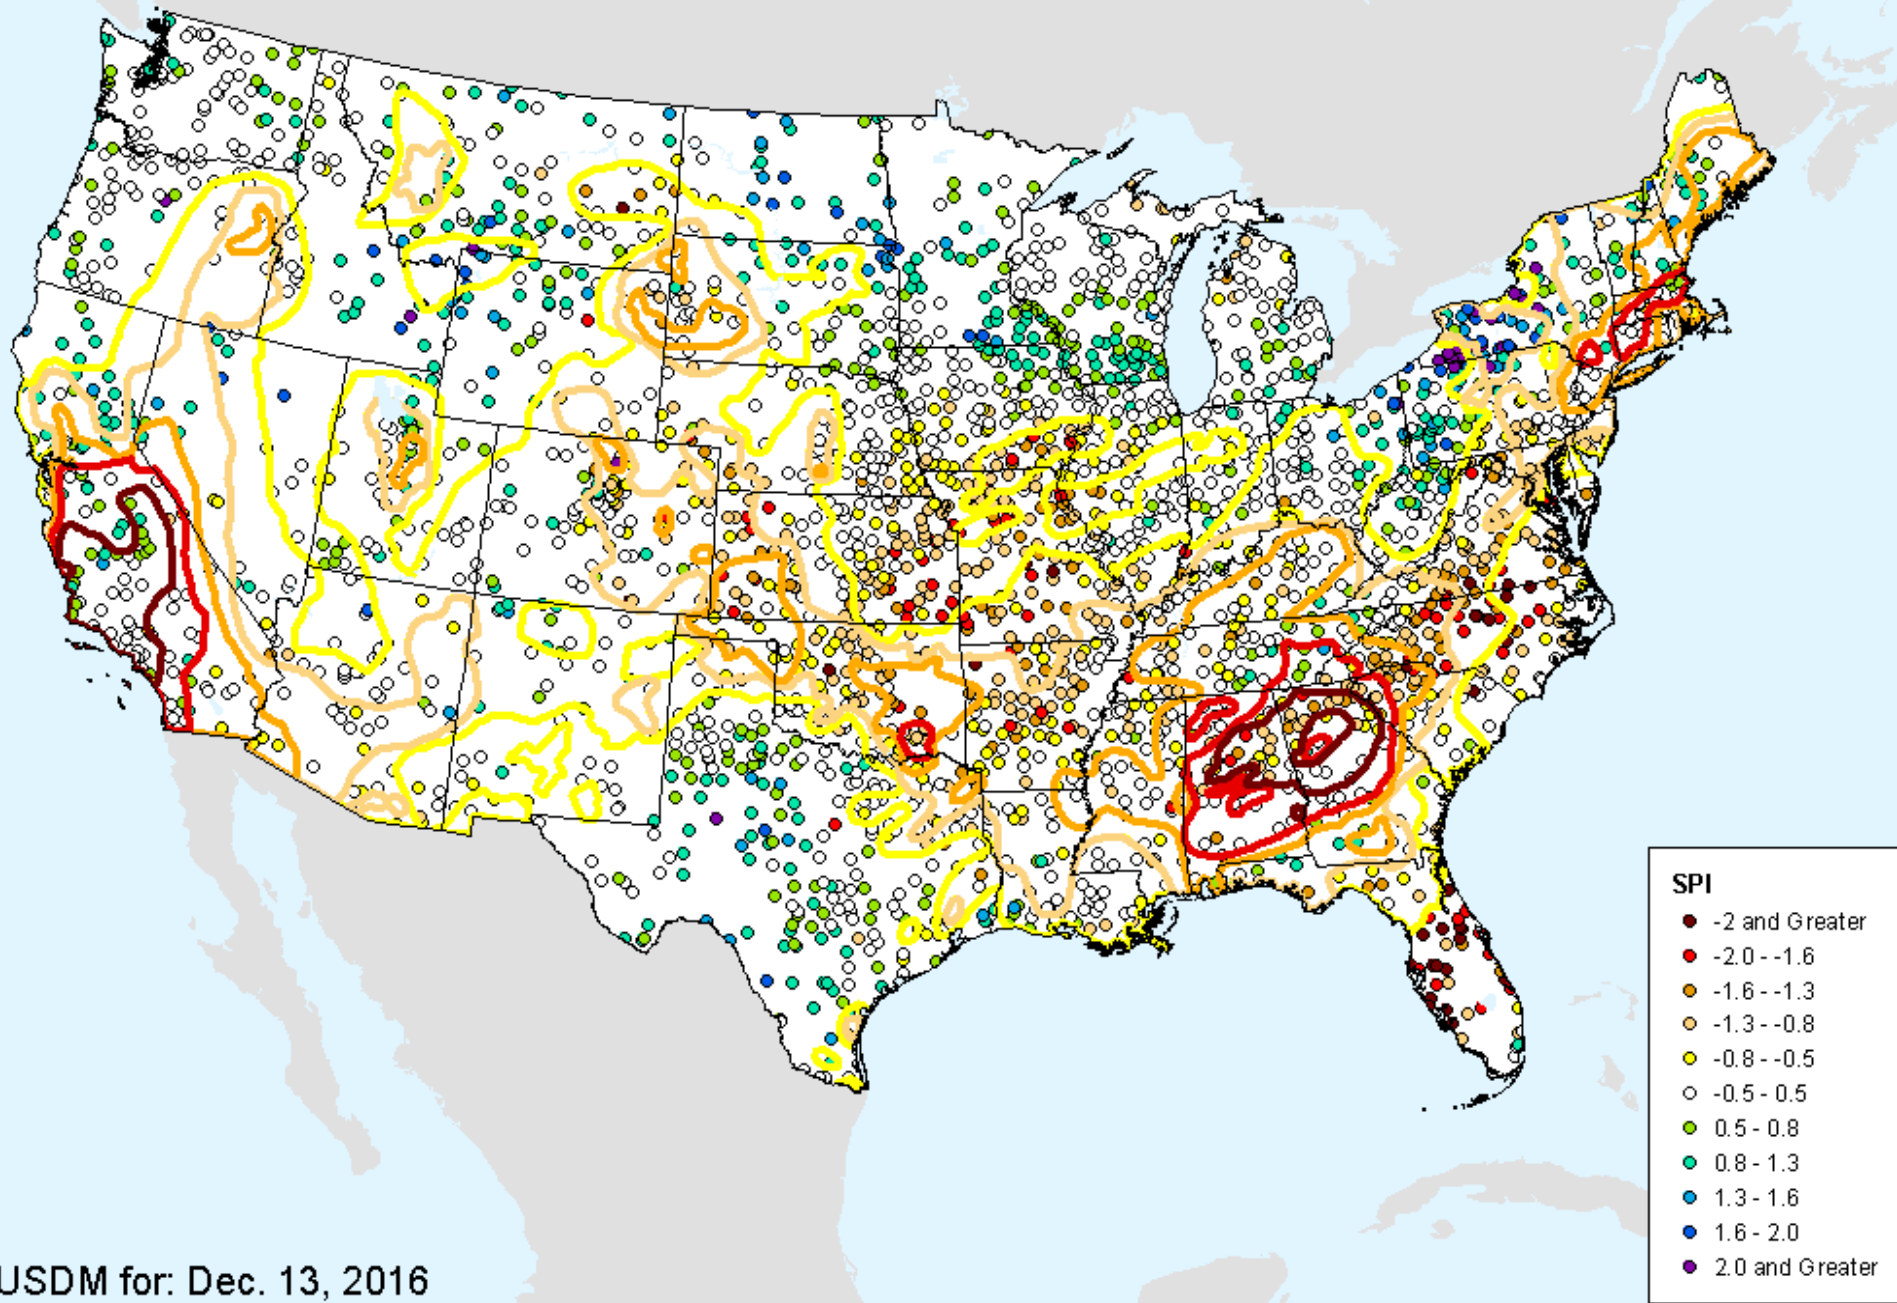 SPI
-2 and Greater
-2.0 - -1.6
-1.6 - -1.3
-1.3 - -0.8
-0.8 - -0.5
-0.5 - 0.5
0.5 - 0.8
0.8 - 1.3
1.3 - 1.6
1.6 - 2.0
2.0 and Greater
USDM for: Dec. 13, 2016